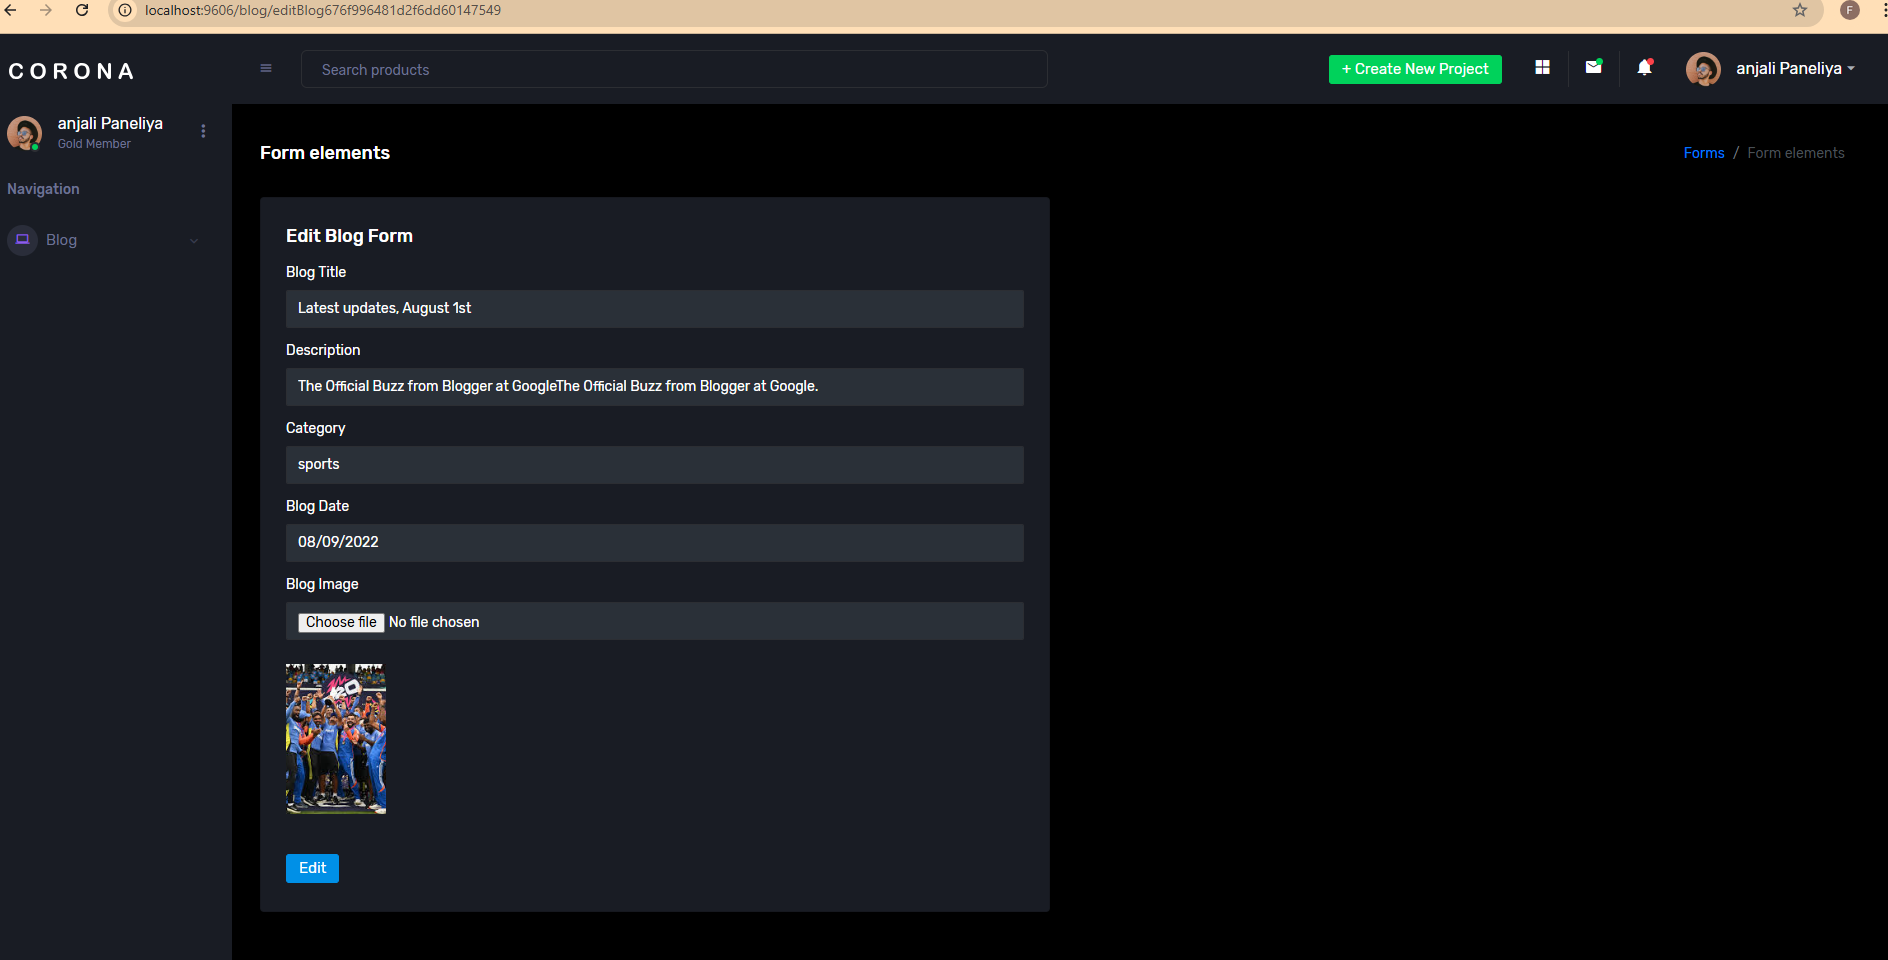 localhost:9606/blog/editBlog676f996481d2f6dd60147549
F
CORONA
Search products
+ Create New Project
anjali Paneliya
anjali Paneliya
Gold Member
Form elements
Forms / Form elements
Navigation
Blog
Edit Blog Form
Blog Title
Latest updates, August 1st
Description
The Official Buzz from Blogger at GoogleThe Official Buzz from Blogger at Google.
Category
sports
Blog Date
08/09/2022
Blog Image
Choose file No file chosen
Edit